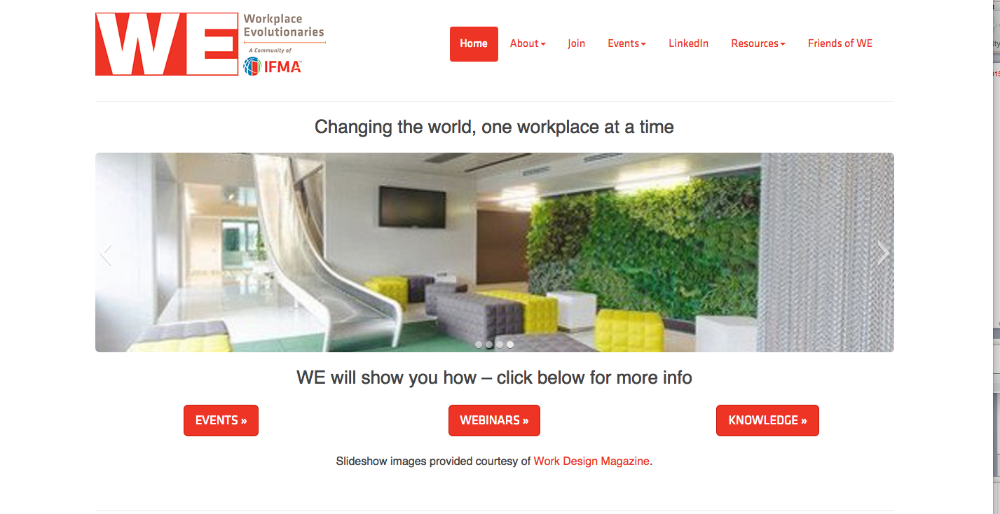 WE
Workplace
Evolutionaries
A Community of
IFMA™
Home
About
Join
Events
LinkedIn
Resources
Friends of WE
Changing the world, one workplace at a time
WE will show you how – click below for more info
EVENTS »
WEBINARS »
KNOWLEDGE »
Slideshow images provided courtesy of Work Design Magazine.